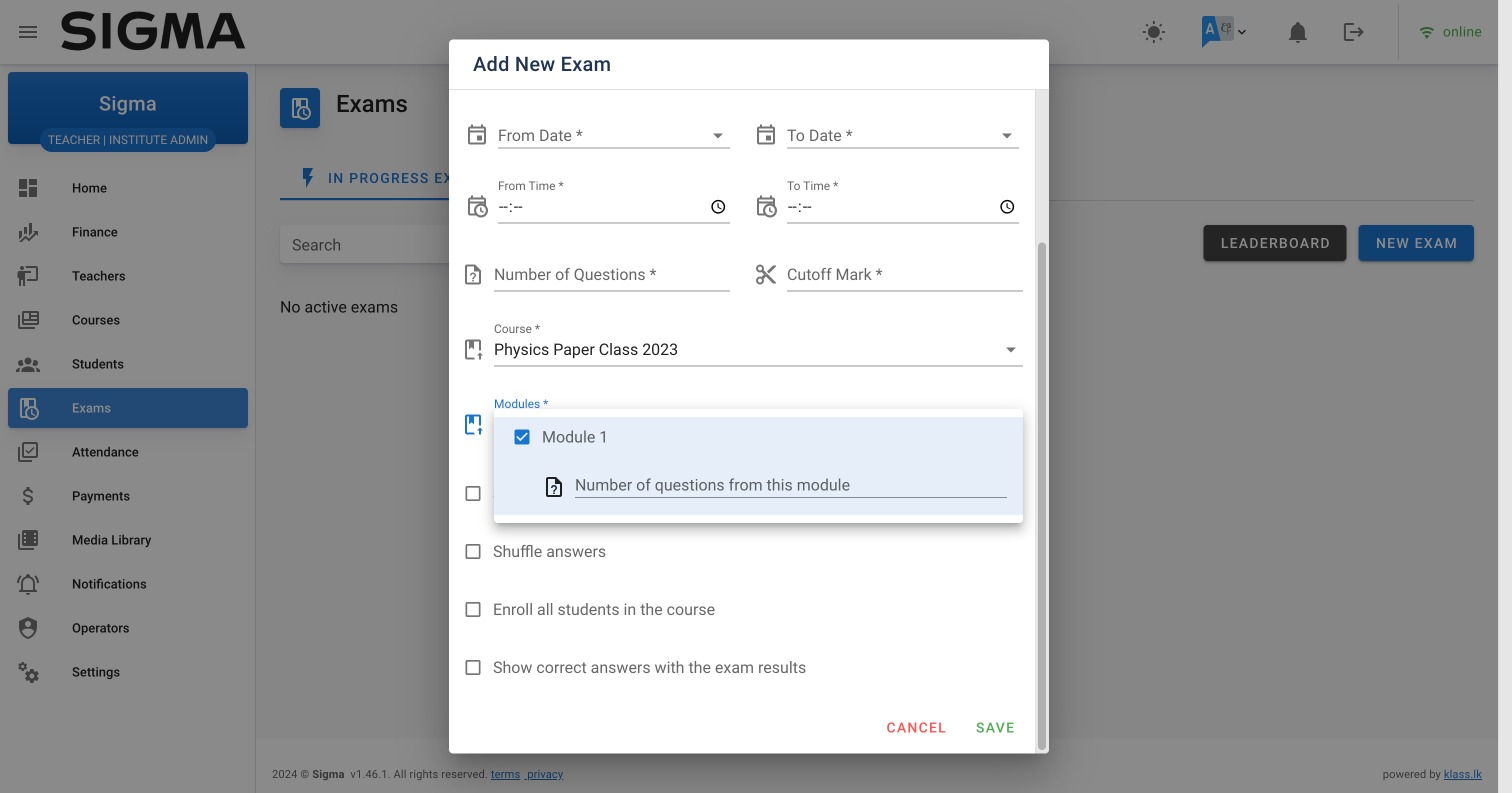 SIGMA
A
online
Sigma
TEACHER | INSTITUTE ADMIN
Home
Finance
Teachers
Courses
Students
Exams
Attendance
Payments
Media Library
Notifications
Operators
Settings
Exams
IN PROGRESS EX
Search
LEADERBOARD
NEW EXAM
No active exams
Add New Exam
From Date *
To Date *
From Time *
--:--
To Time *
--:--
Number of Questions *
Cutoff Mark *
Course *
Physics Paper Class 2023
Modules *
Module 1
Number of questions from this module
Shuffle answers
Enroll all students in the course
Show correct answers with the exam results
CANCEL
SAVE
2024 © Sigma v1.46.1. All rights reserved. terms privacy
powered by klass.lk